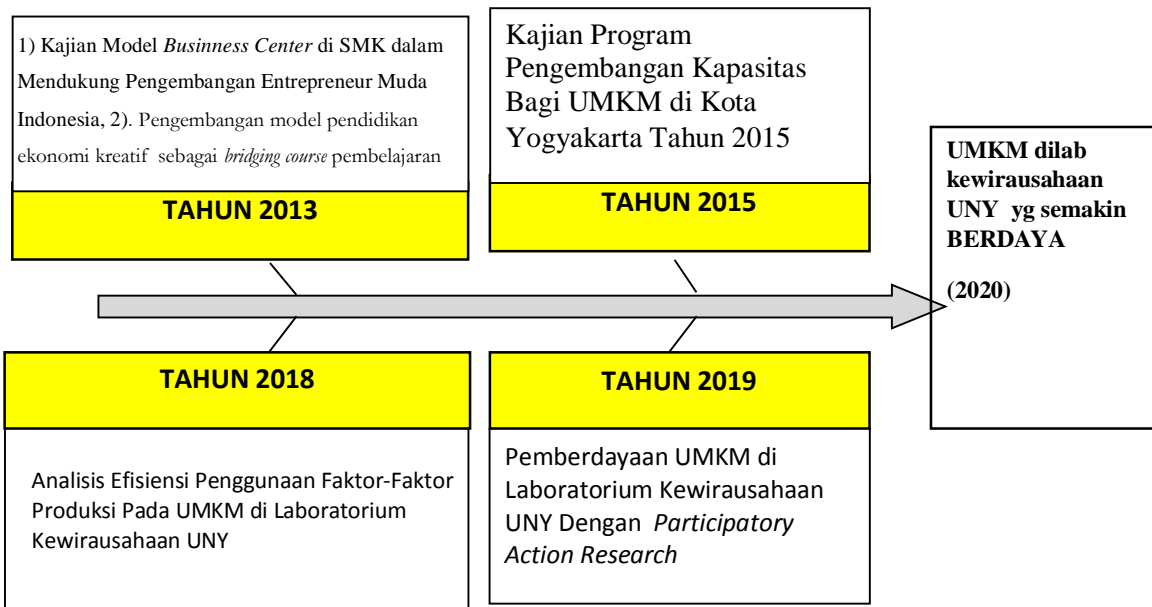 1) Kajian Model Businness Center di SMK dalam
Mendukung Pengembangan Entrepreneur Muda
Indonesia, 2). Pengembangan model pendidikan
ekonomi kreatif sebagai bridging course pembelajaran
TAHUN 2013
Kajian Program
Pengembangan Kapasitas
Bagi UMKM di Kota
Yogyakarta Tahun 2015
TAHUN 2015
UMKM dilab
kewirausahaan
UNY yg semakin
BERDAYA
(2020)
TAHUN 2018
Analisis Efisiensi Penggunaan Faktor-Faktor
Produksi Pada UMKM di Laboratorium
Kewirausahaan UNY
TAHUN 2019
Pemberdayaan UMKM di
Laboratorium Kewirausahaan
UNY Dengan Participatory
Action Research